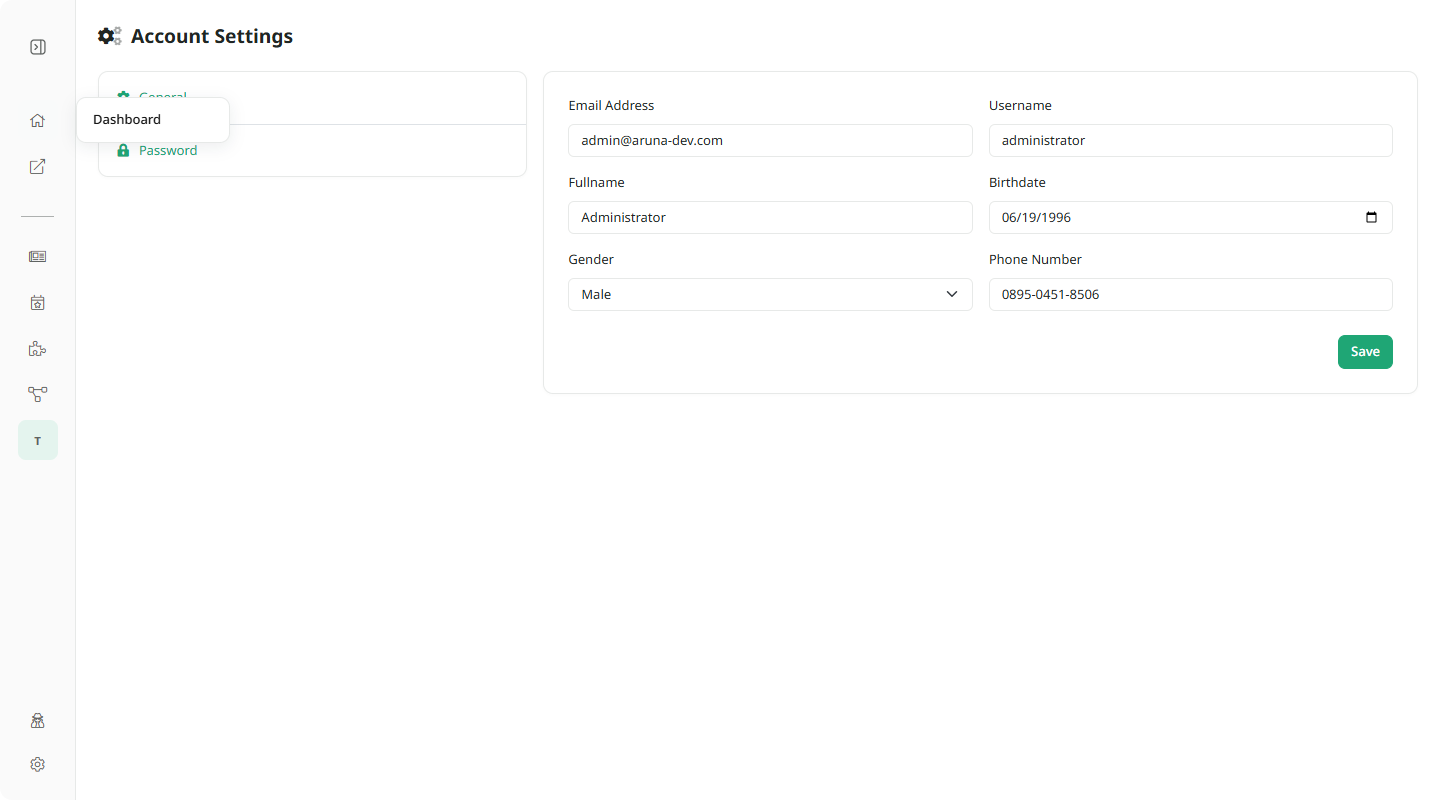 Account Settings
General
Dashboard
Password
Email Address
admin@aruna-dev.com
Username
administrator
Fullname
Administrator
Birthdate
06/19/1996
Gender
Male
Phone Number
0895-0451-8506
Save
T